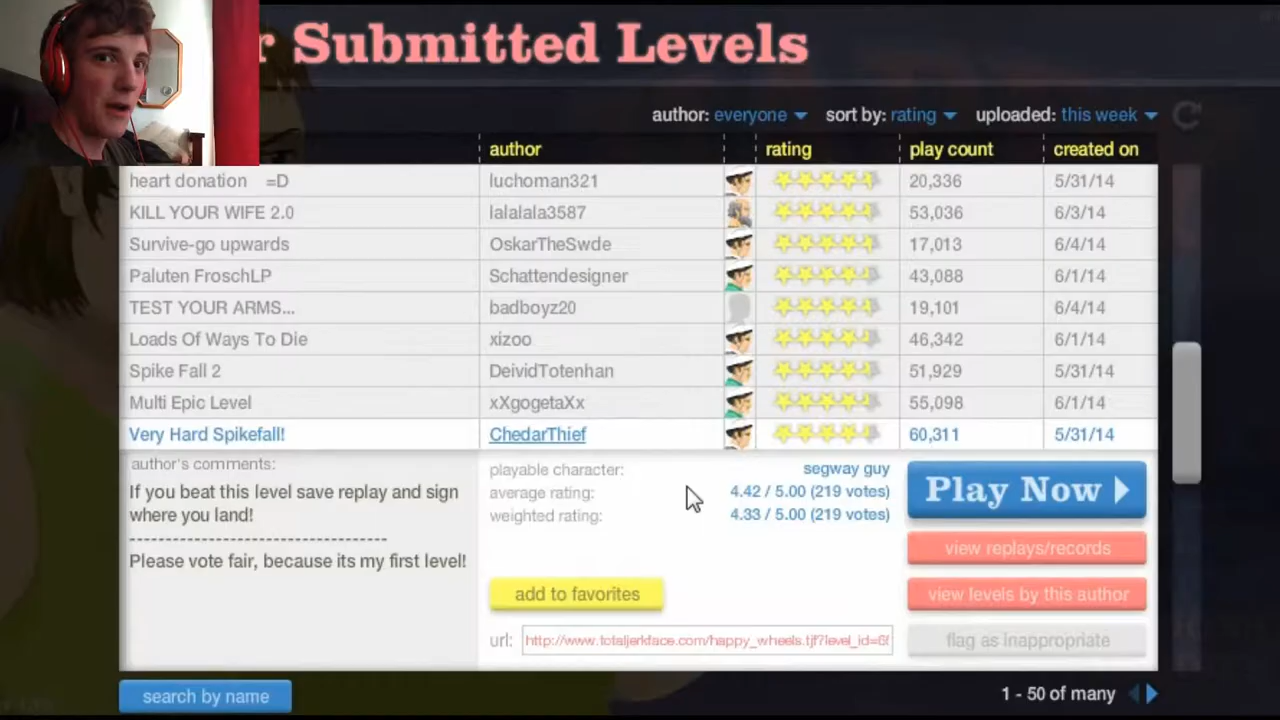 r Submitted Levels
author: everyone sort by: rating uploaded: this week
author rating play count created on
heart donation =D luchoman321 20,336 5/31/14
KILL YOUR WIFE 2.0 lalalala3587 53,036 6/3/14
Survive-go upwards OskarTheSwde 17,013 6/4/14
Paluten FroschLP Schattendesigner 43,088 6/1/14
TEST YOUR ARMS... badboyz20 19,101 6/4/14
Loads Of Ways To Die xizoo 46,342 6/1/14
Spike Fall 2 DeividTotenhan 51,929 5/31/14
Multi Epic Level xXgogetaXx 55,098 6/1/14
Very Hard Spikefall! ChedarThief 60,311 5/31/14
author's comments:
If you beat this level save replay and sign
where you land!
----------------------------------
Please vote fair, because its my first level!
playable character: segway guy
average rating: 4.42 / 5.00 (219 votes)
weighted rating: 4.33 / 5.00 (219 votes)
add to favorites
url: http://www.totaljerkface.com/happy_wheels.tjf?level_id=6
Play Now
view replays/records
view levels by this author
flag as inappropriate
search by name
1 - 50 of many